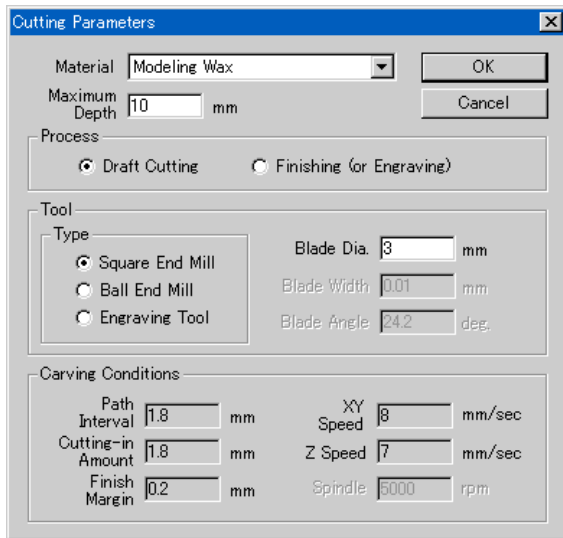 Cutting Parameters
Material Modeling Wax OK
Maximum Depth 10 mm Cancel
Process
Draft Cutting Finishing (or Engraving)
Tool
Type
Square End Mill
Ball End Mill
Engraving Tool
Blade Dia. 3 mm
Blade Width 0.01 mm
Blade Angle 24.2 deg.
Carving Conditions
Path Interval 1.8 mm XY Speed 8 mm/sec
Cutting-in Amount 1.8 mm Z Speed 7 mm/sec
Finish Margin 0.2 mm Spindle 5000 rpm